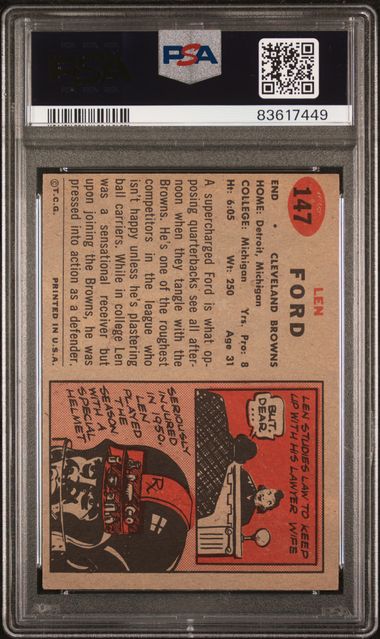 PSA
83617449
147
LEN
FORD
END • CLEVELAND BROWNS
HOME: Detroit, Michigan
COLLEGE: Michigan Yrs. Pro: 8
Ht: 6:05 Wt: 250 Age 31
A supercharged Ford is what op-
posing quarterbacks see all after-
noon when they tangle with the
Browns. He's one of the roughest
competitors in the league who
isn't happy unless he's plastering
ball carriers. While in college Len
was a sensational receiver but
upon joining the Browns, he was
pressed into action as a defender.
©T.C.G. PRINTED IN U.S.A.
LEN STUDIES LAW TO KEEP
UP WITH HIS LAWYER WIFE
BUT
DEAR...
SERIOUSLY
INJURED
IN 1950,
LEN
PLAYED
THE
SEASON
WITH
SPECIAL
HELMET